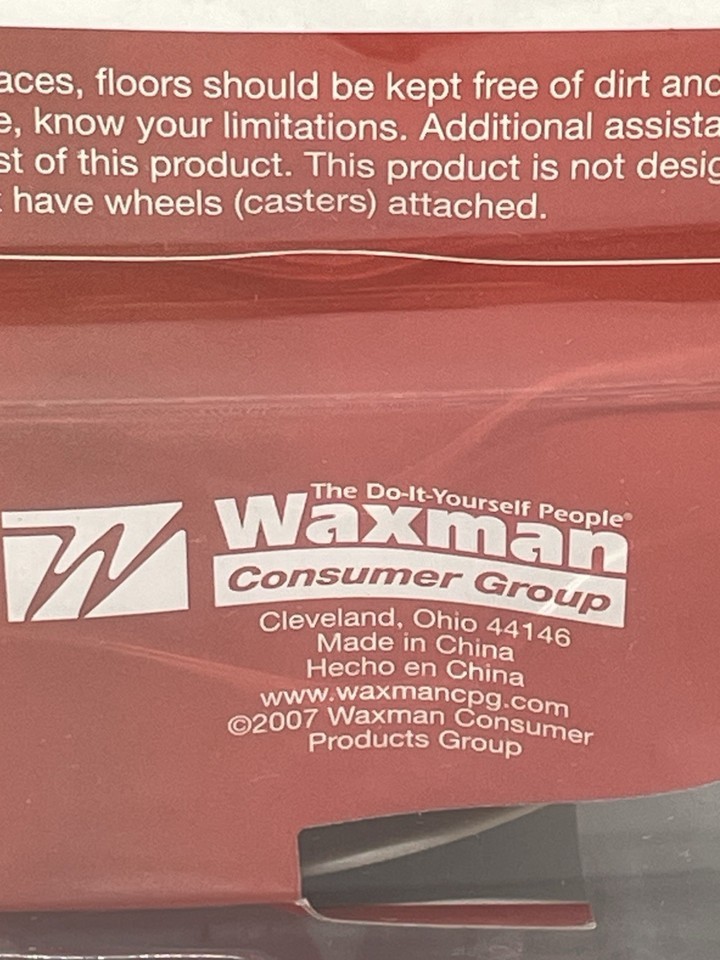 aces, floors should be kept free of dirt and
e, know your limitations. Additional assista
st of this product. This product is not desig
have wheels (casters) attached.
The Do-It-Yourself People®
W Waxman
Consumer Group
Cleveland, Ohio 44146
Made in China
Hecho en China
www.waxmancpg.com
©2007 Waxman Consumer
Products Group